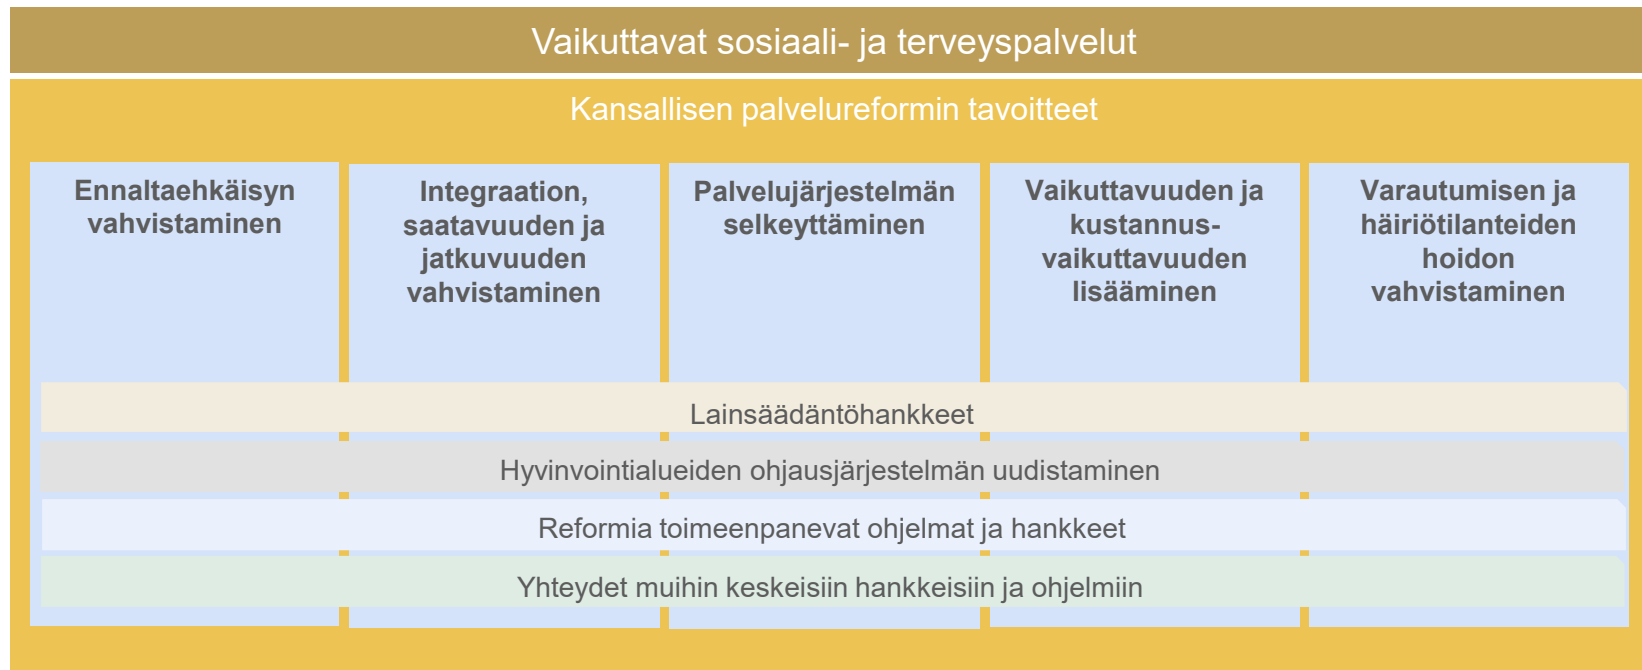 Vaikuttavat sosiaali- ja terveyspalvelut
Kansallisen palvelureformin tavoitteet
Ennaltaehkäisyn
vahvistaminen
Integraation,
saatavuuden ja
jatkuvuuden
vahvistaminen
Palvelujärjestelmän
selkeyttäminen
Vaikuttavuuden ja
kustannus-
vaikuttavuuden
lisääminen
Varautumisen ja
häiriötilanteiden
hoidon
vahvistaminen
Lainsäädäntöhankkeet
Hyvinvointialueiden ohjausjärjestelmän uudistaminen
Reformia toimeenpanevat ohjelmat ja hankkeet
Yhteydet muihin keskeisiin hankkeisiin ja ohjelmiin